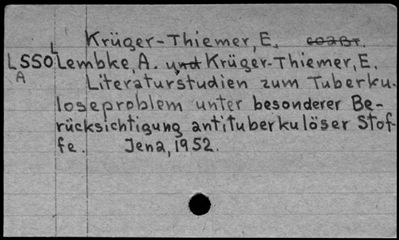 Krüger-Thiemer, E.
L
LSSO Lembke, A. und Krüger-Thiemer, E.
A
Literaturstudien zum Tuberku-
loseproblem unter besonderer Be-
rücksichtigung antituberkulöser Stof-
fe. Jena, 1952.